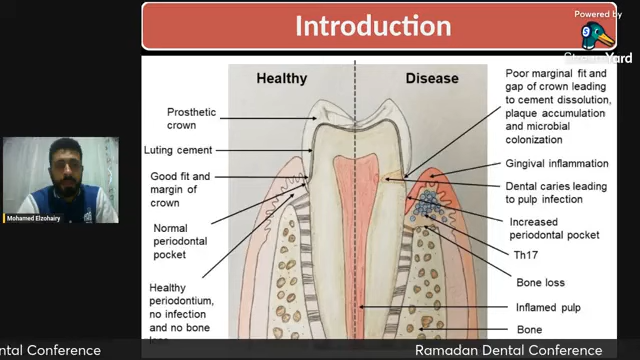 Introduction
Powered by
Healthy
Disease
Prosthetic
crown
Luting cement
Good fit and
margin of
crown
Normal
periodontal
pocket
Healthy
periodontium,
no infection
and no bone
Poor marginal fit and
gap of crown leading
to cement dissolution,
plaque accumulation
and microbial
colonization
Gingival inflammation
Dental caries leading
to pulp infection
Increased
periodontal pocket
Th17
Bone loss
Inflamed pulp
Bone
Mohamed Elzohairy
ntal Conference
Ramadan Dental Conference